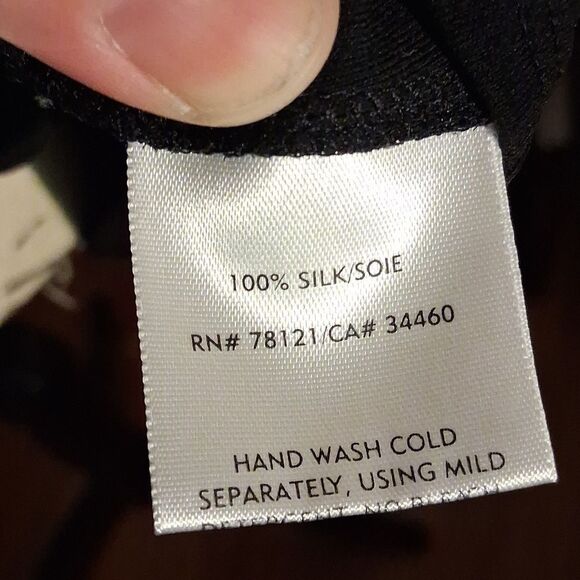 100% SILK/SOIE
RN# 78121/CA# 34460
HAND WASH COLD
SEPARATELY, USING MILD